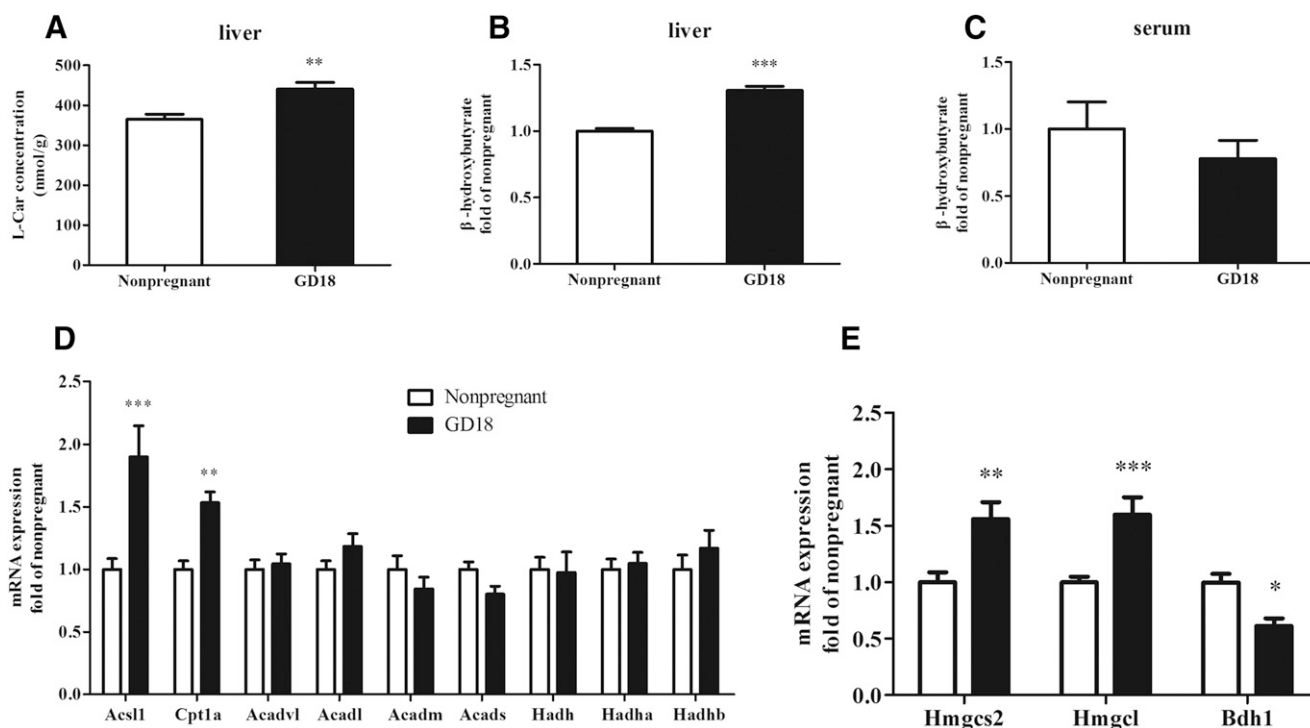 A
liver
**
500
400
300
200
100
0
L-Car concentration
(nmol/g)
Nonpregnant GD18
B
liver
***
1.5
1.0
0.5
0.0
β -hydroxybutyrate
fold of nonpregnant
Nonpregnant GD18
C
serum
1.5
1.0
0.5
0.0
β -hydroxybutyrate
fold of nonpregnant
Nonpregnant GD18
D
2.5
2.0
1.5
1.0
0.5
0.0
mRNA expression
fold of nonpregnant
*** **
Nonpregnant
GD18
Acsl1 Cpt1a Acadvl Acadl Acadm Acads Hadh Hadha Hadhb
E
2.5
2.0
1.5
1.0
0.5
0.0
mRNA expression
fold of nonpregnant
** *** *
Hmgcs2 Hmgcl Bdh1